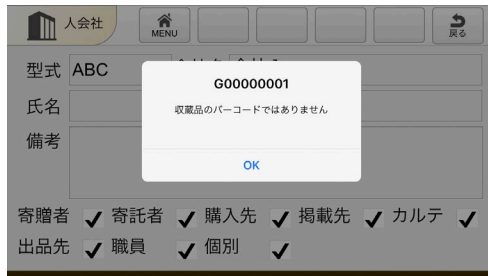 人会社
MENU
戻る
型式 ABC
G00000001
収蔵品のバーコードではありません
OK
氏名
備考
寄贈者 寄託者 購入先 掲載先 カルテ
出品先 職員 個別